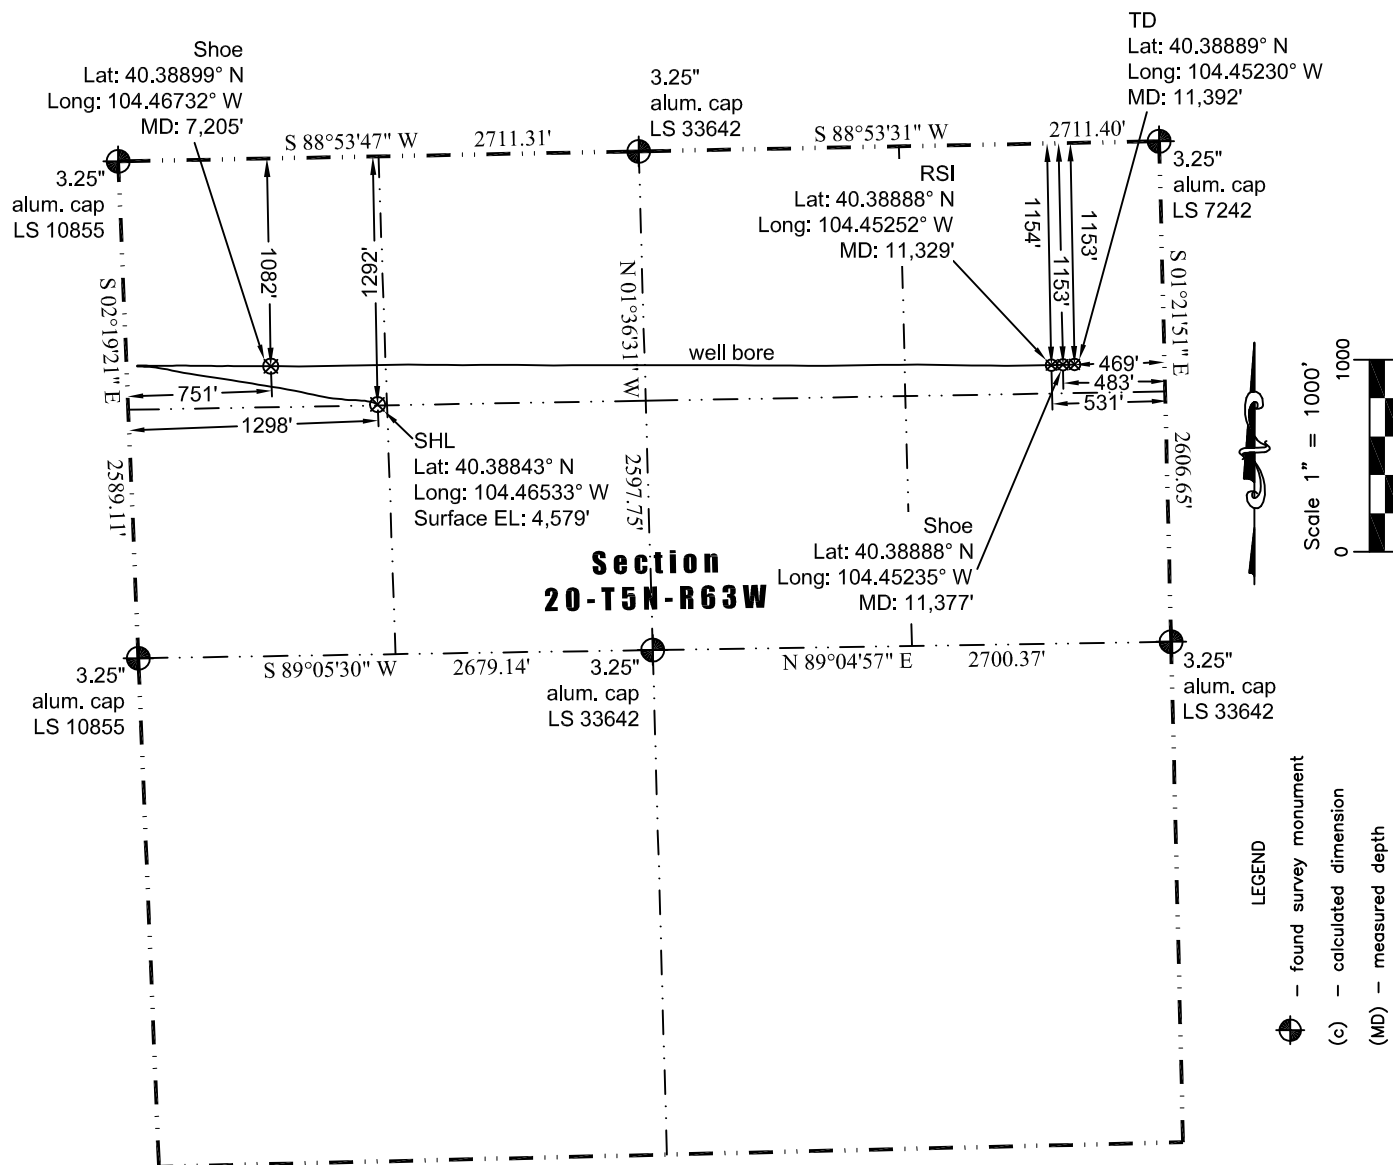 TD
Lat: 40.38889° N
Long: 104.45230° W
MD: 11,392'
Shoe
Lat: 40.38899° N
Long: 104.46732° W
MD: 7,205'
3.25"
alum. cap
LS 33642
S 88°53'47" W
2711.31'
S 88°53'31" W
2711.40'
3.25"
alum. cap
LS 10855
3.25"
alum. cap
LS 7242
RSI
Lat: 40.38888° N
Long: 104.45252° W
MD: 11,329'
1082'
1292'
1154'
1153'
1153'
S 02°19'21" E
N 01°36'31" W
S 01°21'51" E
well bore
469'
483'
531'
751'
1298'
SHL
Lat: 40.38843° N
Long: 104.46533° W
Surface EL: 4,579'
2589.11'
2597.75'
2606.65'
Shoe
Lat: 40.38888° N
Long: 104.45235° W
MD: 11,377'
Section
20-T5N-R63W
S 89°05'30" W
2679.14'
N 89°04'57" E
2700.37'
3.25"
alum. cap
LS 10855
3.25"
alum. cap
LS 33642
3.25"
alum. cap
LS 33642
Scale 1" = 1000'
0
1000
LEGEND
– found survey monument
(c) – calculated dimension
(MD) – measured depth